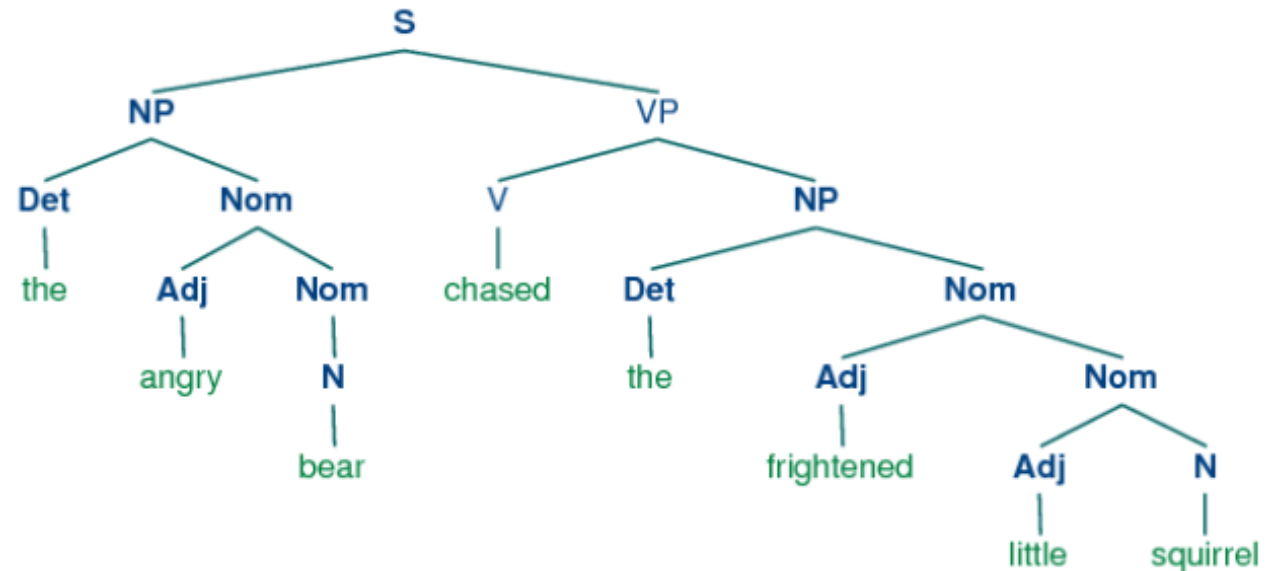 S
NP VP
Det Nom V NP
the Adj Nom chased Det Nom
angry N the Adj Nom
bear frightened Adj N
little squirrel